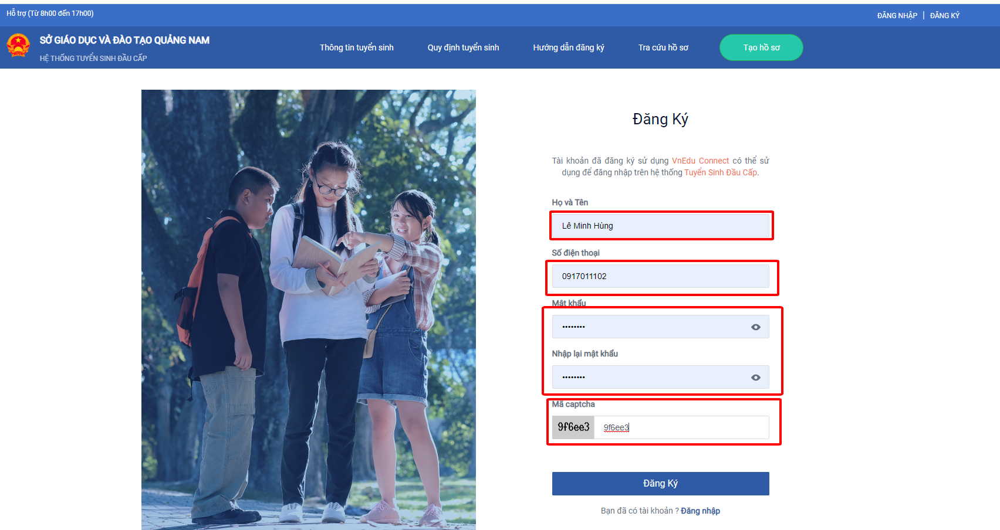 Hỗ trợ (Từ 8h00 đến 17h00)
ĐĂNG NHẬP | ĐĂNG KÝ
SỞ GIÁO DỤC VÀ ĐÀO TẠO QUẢNG NAM
HỆ THỐNG TUYỂN SINH ĐẦU CẤP
Thông tin tuyển sinh
Quy định tuyển sinh
Hướng dẫn đăng ký
Tra cứu hồ sơ
Tạo hồ sơ
Đăng Ký
Tài khoản đã đăng ký sử dụng VnEdu Connect có thể sử
dụng để đăng nhập trên hệ thống Tuyển Sinh Đầu Cấp.
Họ và Tên
Lê Minh Hùng
Số điện thoại
0917011102
Mật khẩu
••••••••
Nhập lại mật khẩu
••••••••
Mã captcha
9f6ee3 9f6ee3
Đăng Ký
Bạn đã có tài khoản ? Đăng nhập